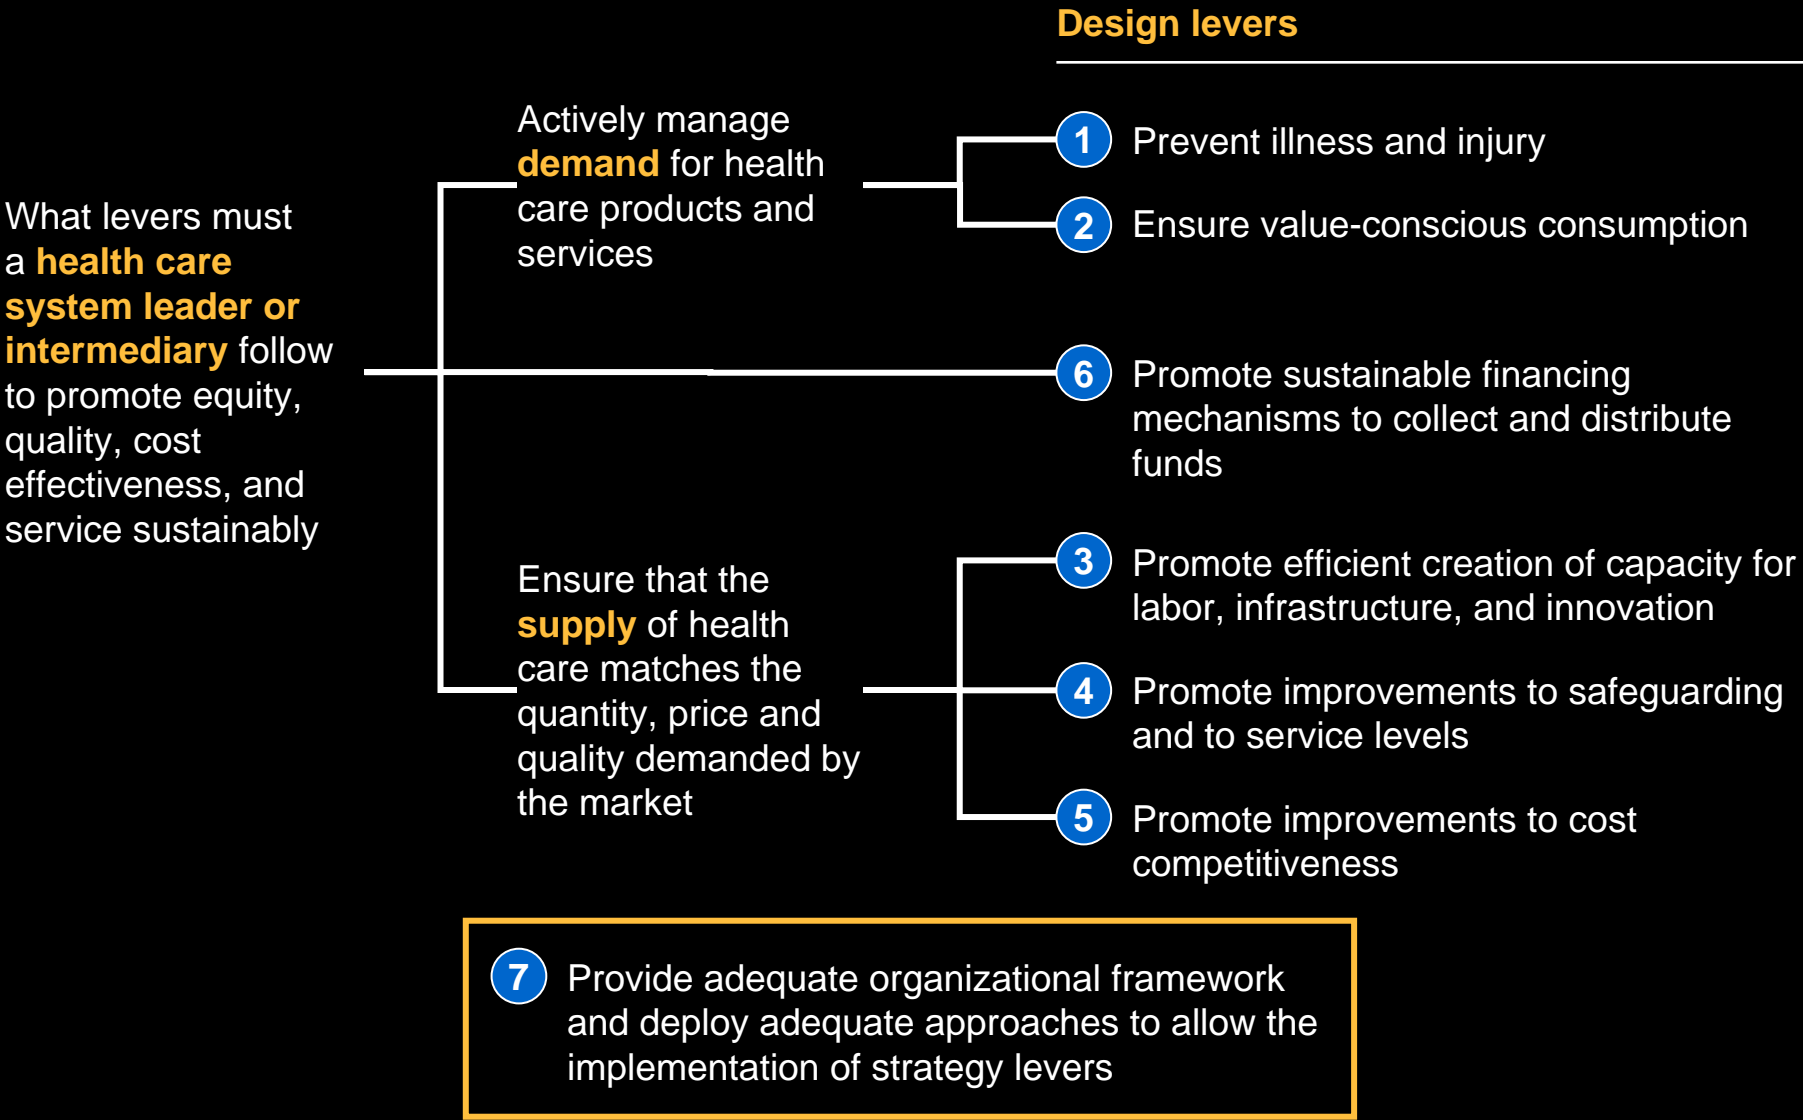 Design levers
What levers must
a health care
system leader or
intermediary follow
to promote equity,
quality, cost
effectiveness, and
service sustainably
Actively manage
demand for health
care products and
services
1 Prevent illness and injury
2 Ensure value-conscious consumption
6 Promote sustainable financing
mechanisms to collect and distribute
funds
Ensure that the
supply of health
care matches the
quantity, price and
quality demanded by
the market
3 Promote efficient creation of capacity for
labor, infrastructure, and innovation
4 Promote improvements to safeguarding
and to service levels
5 Promote improvements to cost
competitiveness
7 Provide adequate organizational framework
and deploy adequate approaches to allow the
implementation of strategy levers